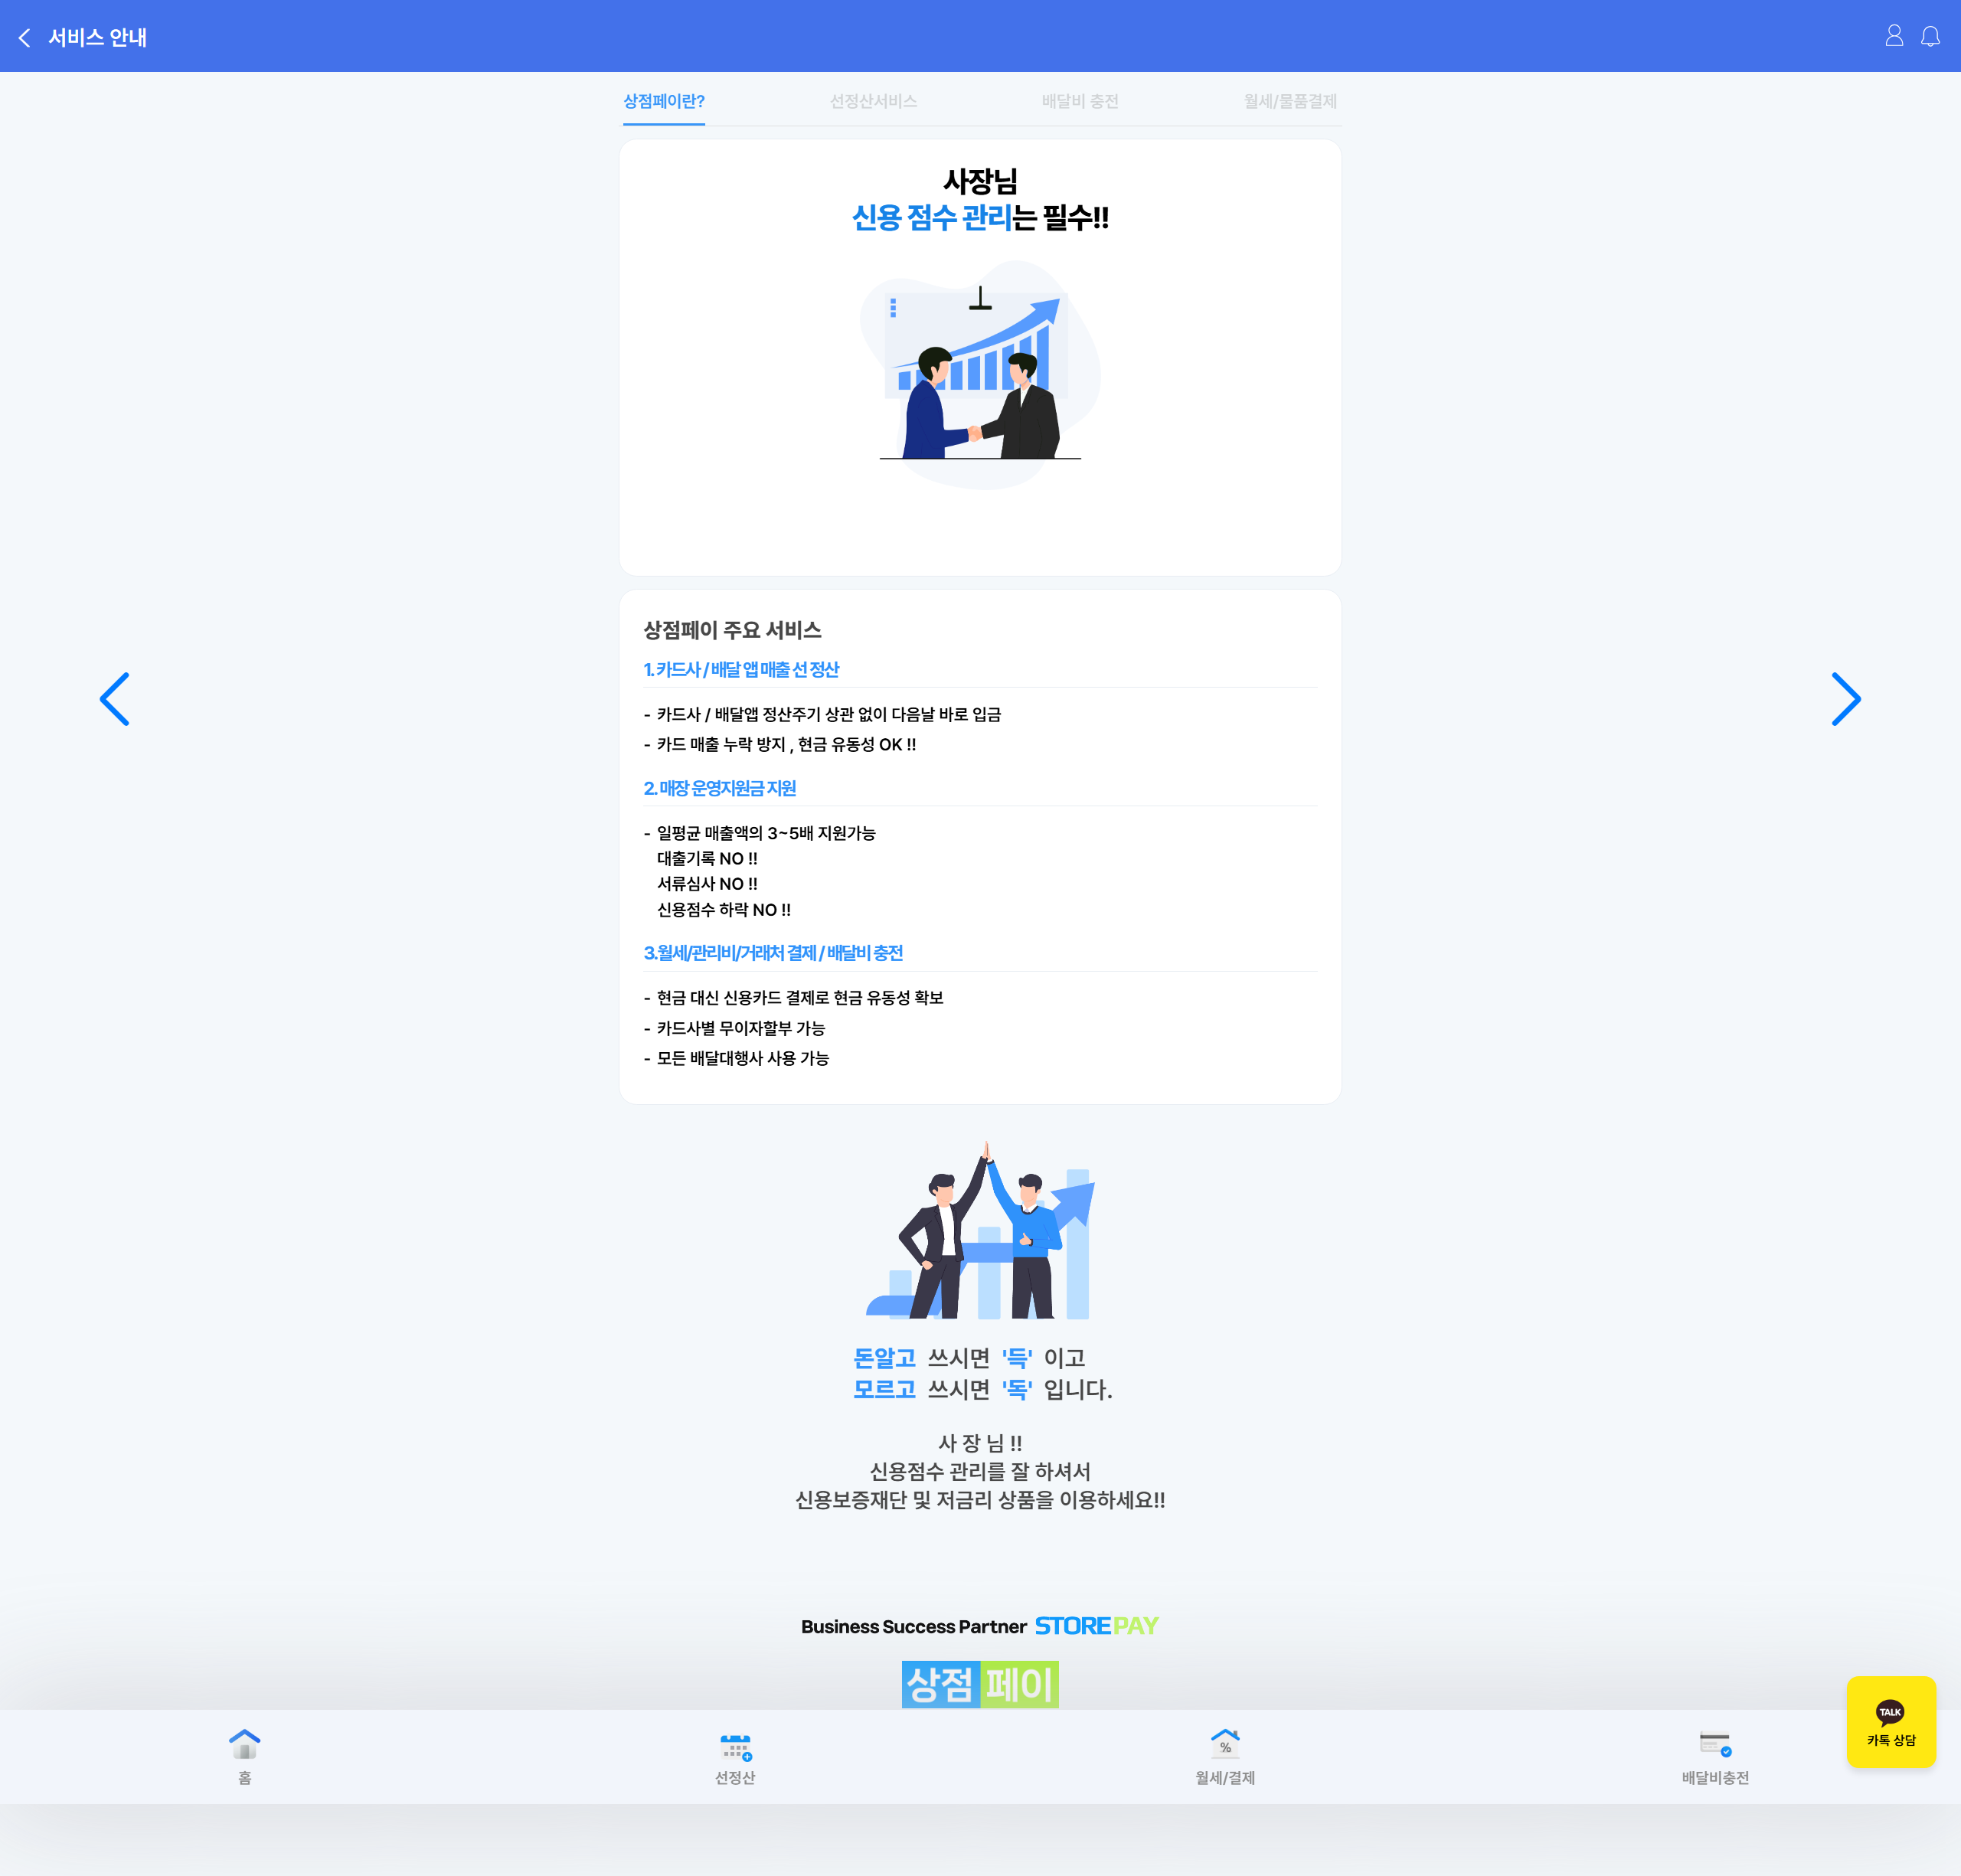 서비스 안내
상점페이란?
선정산서비스
배달비 충전
월세/물품결제
사장님
신용 점수 관리는 필수!!
상점페이 주요 서비스
1. 카드사 / 배달 앱 매출 선 정산
- 카드사 / 배달앱 정산주기 상관 없이 다음날 바로 입금
- 카드 매출 누락 방지 , 현금 유동성 OK !!
2. 매장 운영지원금 지원
- 일평균 매출액의 3~5배 지원가능
대출기록 NO !!
서류심사 NO !!
신용점수 하락 NO !!
3.월세/관리비/거래처 결제 / 배달비 충전
- 현금 대신 신용카드 결제로 현금 유동성 확보
- 카드사별 무이자할부 가능
- 모든 배달대행사 사용 가능
돈알고 쓰시면 '득' 이고
모르고 쓰시면 '독' 입니다.
사 장 님 !!
신용점수 관리를 잘 하셔서
신용보증재단 및 저금리 상품을 이용하세요!!
Business Success Partner STOREPAY
상점페이
TALK
카톡 상담
홈
선정산
%
월세/결제
배달비충전